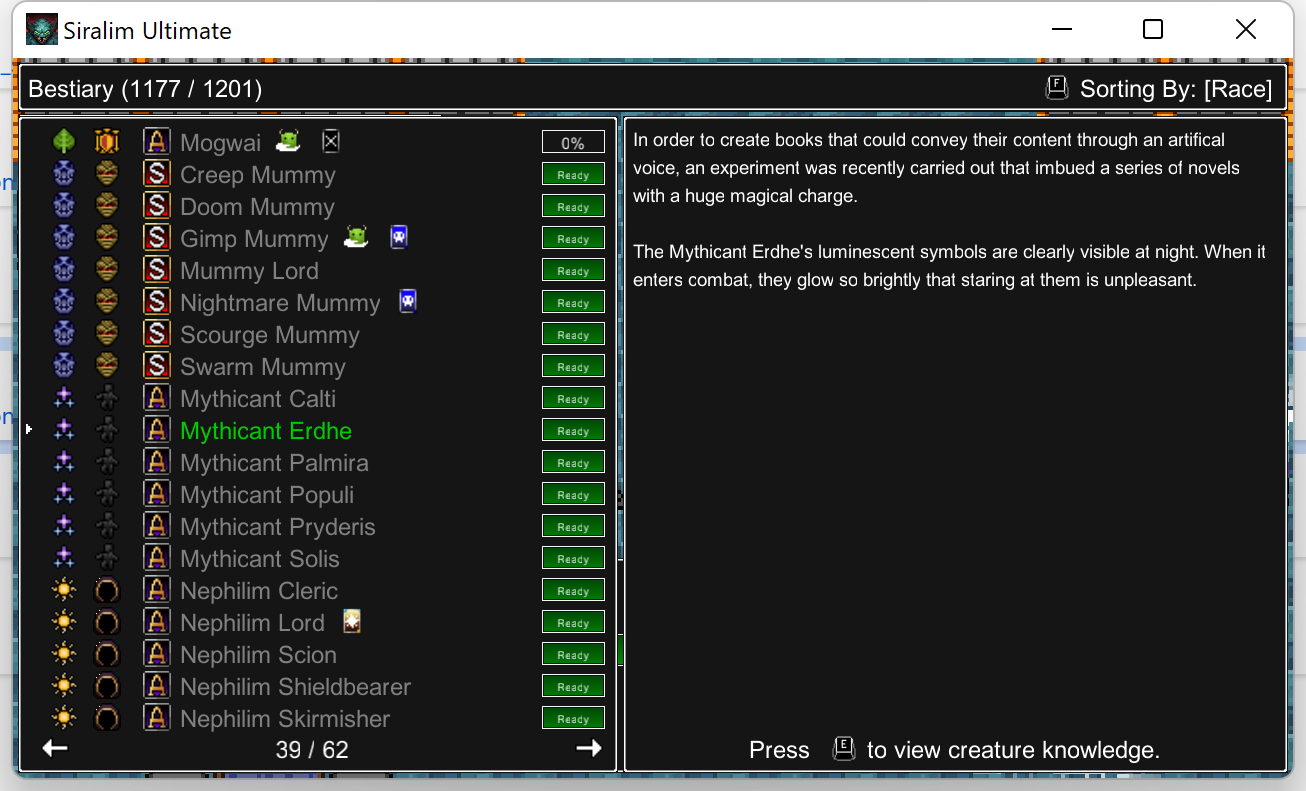 Siralim Ultimate
Bestiary (1177 / 1201)
F Sorting By: [Race]
A Mogwai 0%
S Creep Mummy Ready
S Doom Mummy Ready
S Gimp Mummy Ready
S Mummy Lord Ready
S Nightmare Mummy Ready
S Scourge Mummy Ready
S Swarm Mummy Ready
A Mythicant Calti Ready
A Mythicant Erdhe Ready
A Mythicant Palmira Ready
A Mythicant Populi Ready
A Mythicant Pryderis Ready
A Mythicant Solis Ready
A Nephilim Cleric Ready
A Nephilim Lord Ready
A Nephilim Scion Ready
A Nephilim Shieldbearer Ready
A Nephilim Skirmisher Ready
39 / 62
In order to create books that could convey their content through an artifical
voice, an experiment was recently carried out that imbued a series of novels
with a huge magical charge.
The Mythicant Erdhe's luminescent symbols are clearly visible at night. When it
enters combat, they glow so brightly that staring at them is unpleasant.
Press E to view creature knowledge.